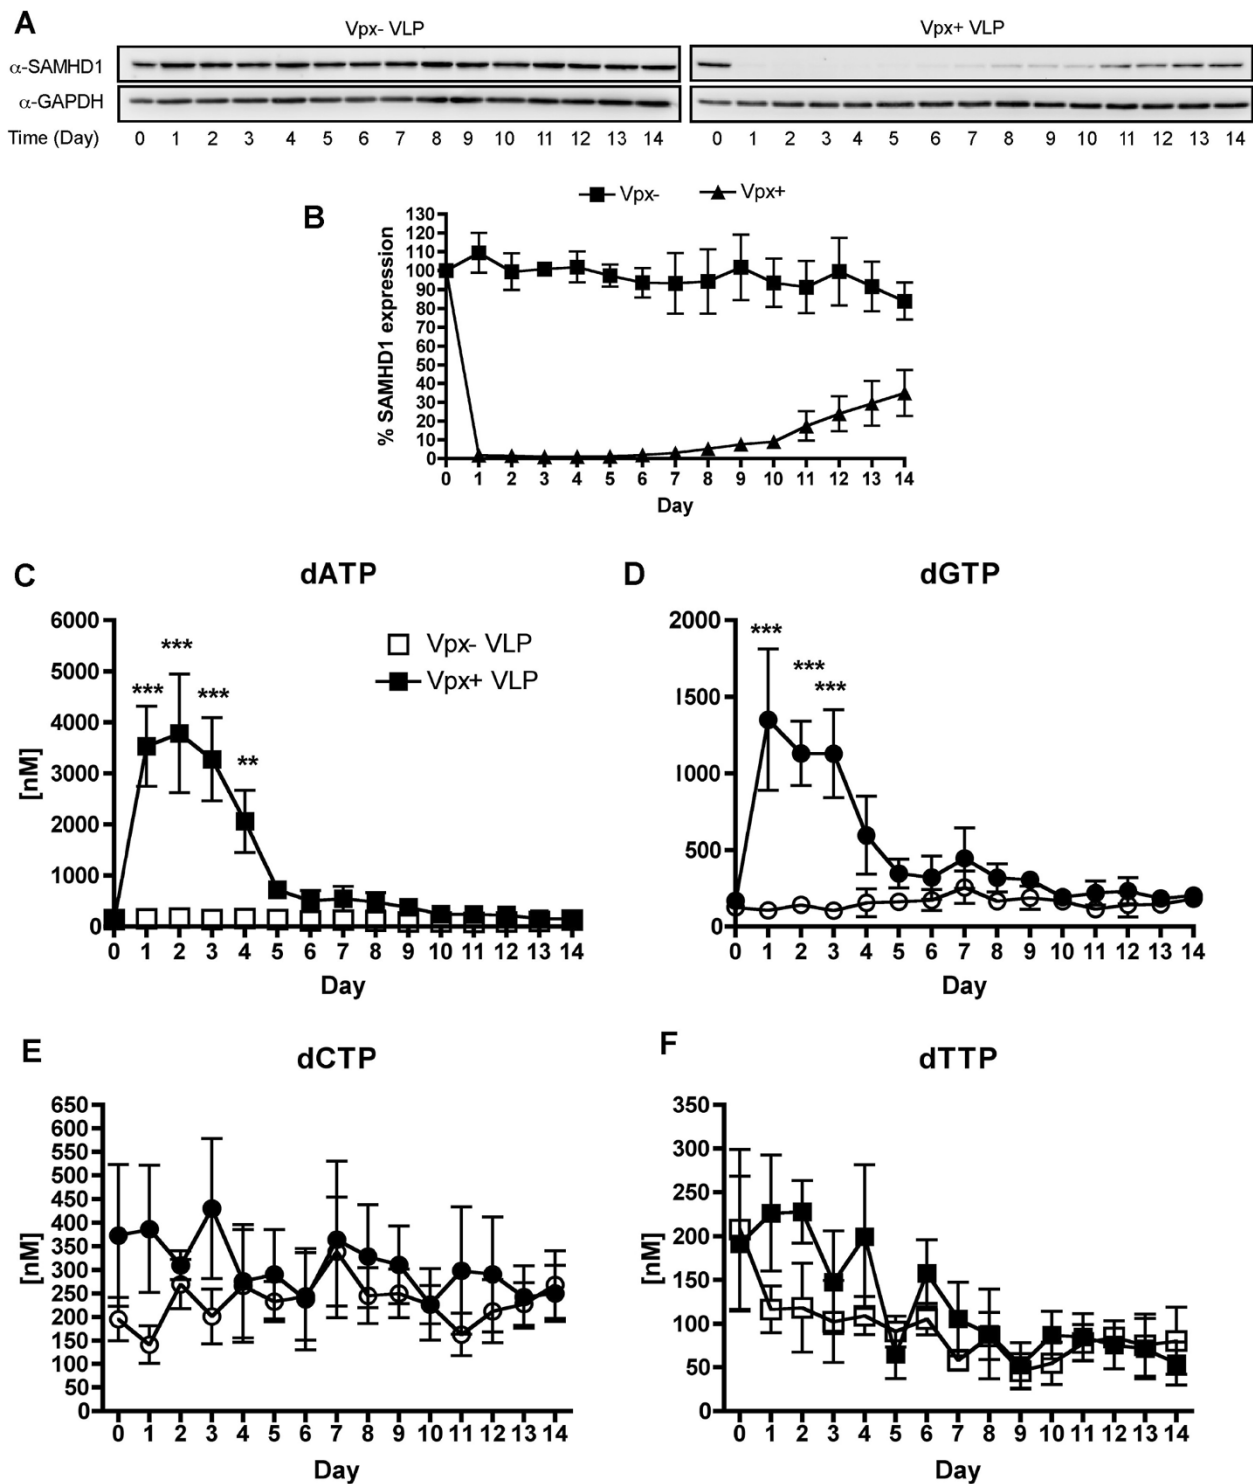 A
Vpx- VLP
Vpx+ VLP
α-SAMHD1
α-GAPDH
Time (Day) 0 1 2 3 4 5 6 7 8 9 10 11 12 13 14 0 1 2 3 4 5 6 7 8 9 10 11 12 13 14
Vpx- Vpx+
B
% SAMHD1 expression
130
120
110
100
90
80
70
60
50
40
30
20
10
0
0 1 2 3 4 5 6 7 8 9 10 11 12 13 14
Day
C
dATP
[nM]
6000
5000
4000
3000
2000
1000
0
***
***
***
**
Vpx- VLP
Vpx+ VLP
0 1 2 3 4 5 6 7 8 9 10 11 12 13 14
Day
D
dGTP
2000
1500
1000
500
0
***
***
***
0 1 2 3 4 5 6 7 8 9 10 11 12 13 14
Day
E
dCTP
[nM]
650
600
550
500
450
400
350
300
250
200
150
100
50
0
0 1 2 3 4 5 6 7 8 9 10 11 12 13 14
Day
F
dTTP
[nM]
350
300
250
200
150
100
50
0
0 1 2 3 4 5 6 7 8 9 10 11 12 13 14
Day